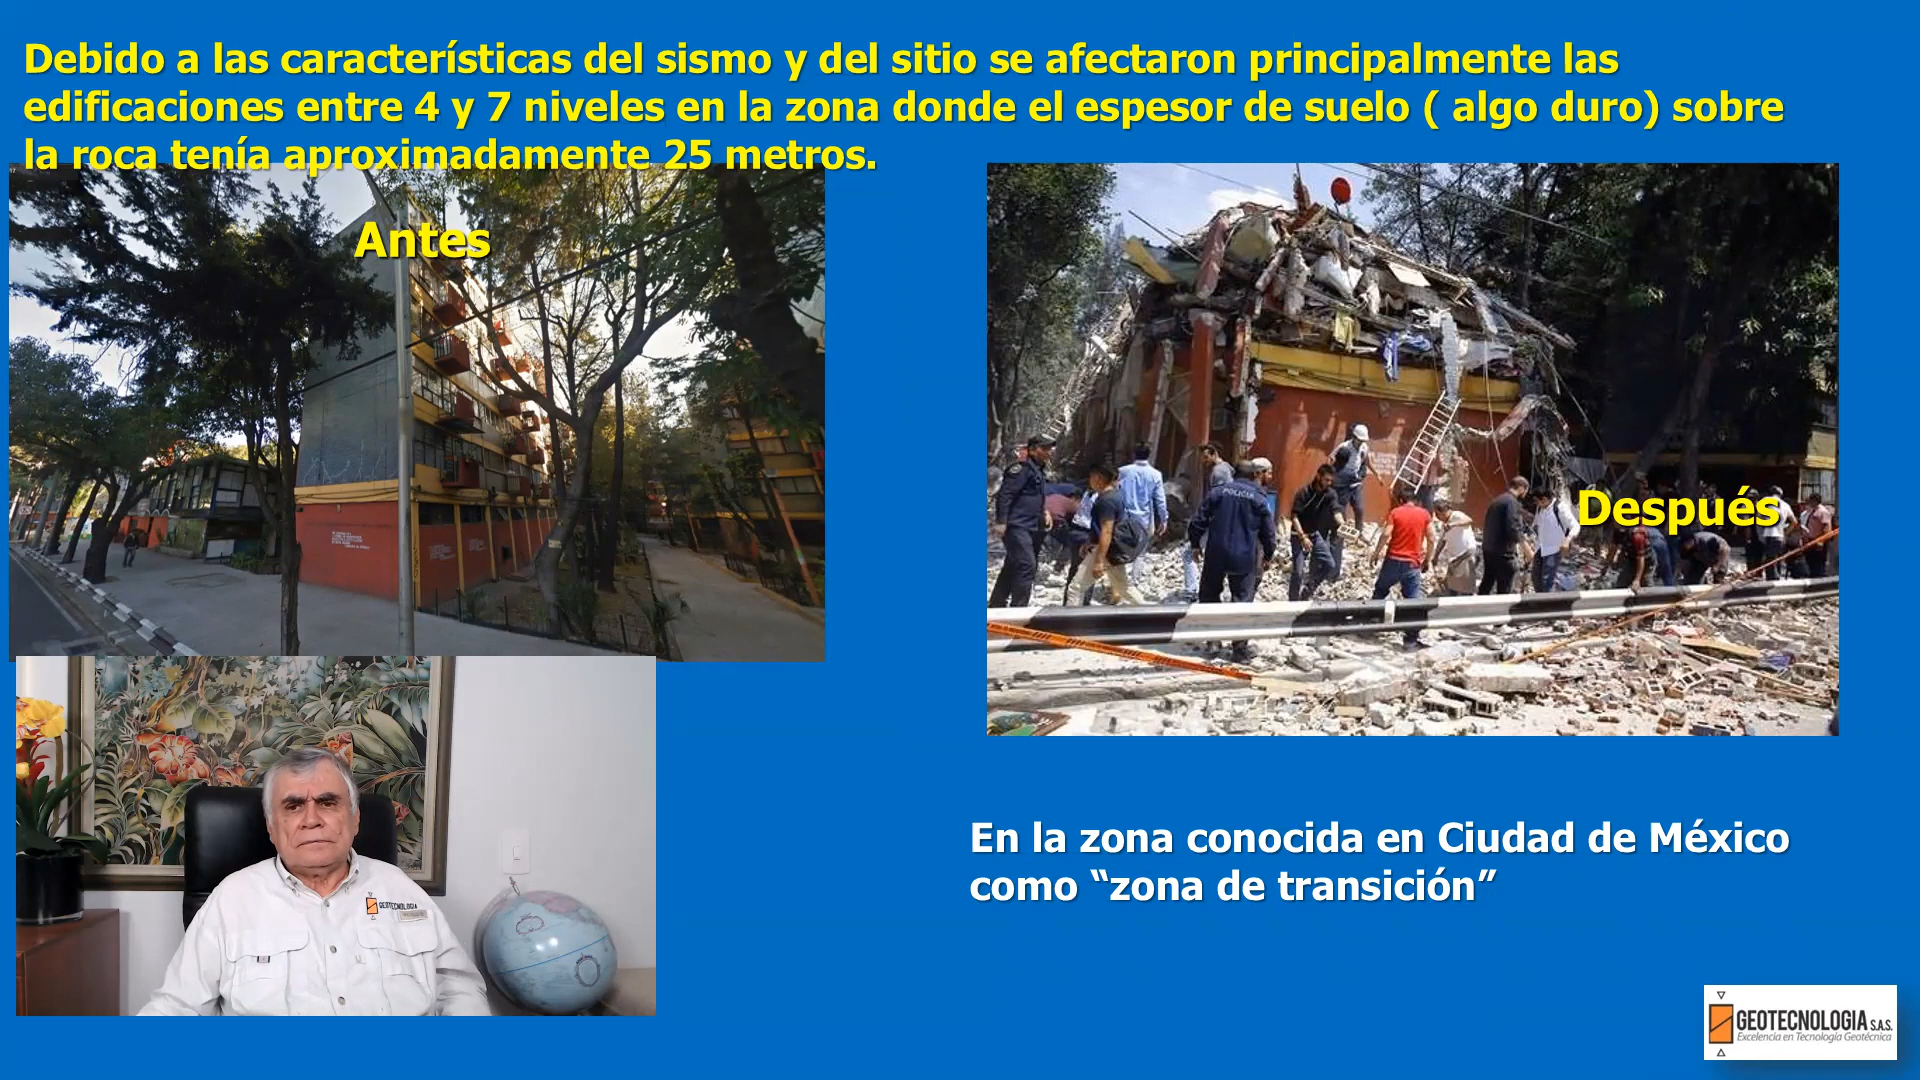 Debido a las características del sismo y del sitio se afectaron principalmente las
edificaciones entre 4 y 7 niveles en la zona donde el espesor de suelo ( algo duro) sobre
la roca tenía aproximadamente 25 metros.
Antes
Después
POLICIA
GEOTECNOLOGIA
En la zona conocida en Ciudad de México
como “zona de transición”
GEOTECNOLOGIA S.A.S.
Excelencia en Tecnología Geotécnica